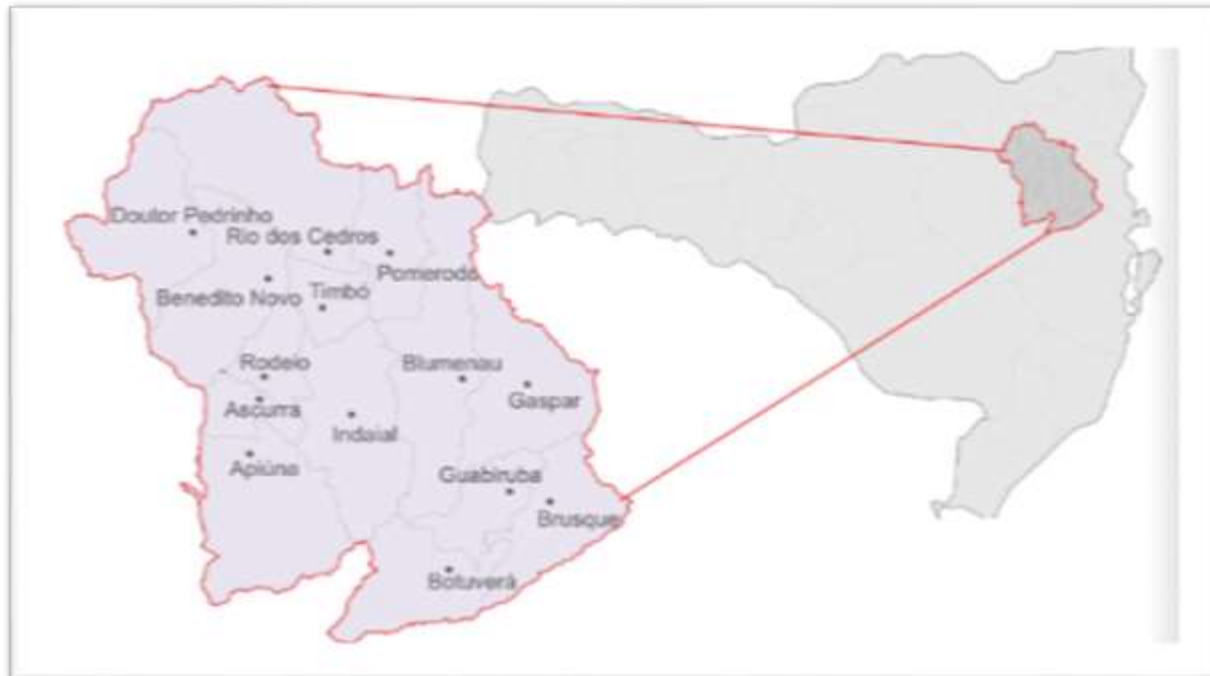 Doutor Pedrinho
Rio dos Cedros
Pomerode
Benedito Novo
Timbó
Rodeio
Blumenau
Ascurra
Gaspar
Indaial
Apiúna
Guabiruba
Brusque
Botuverá